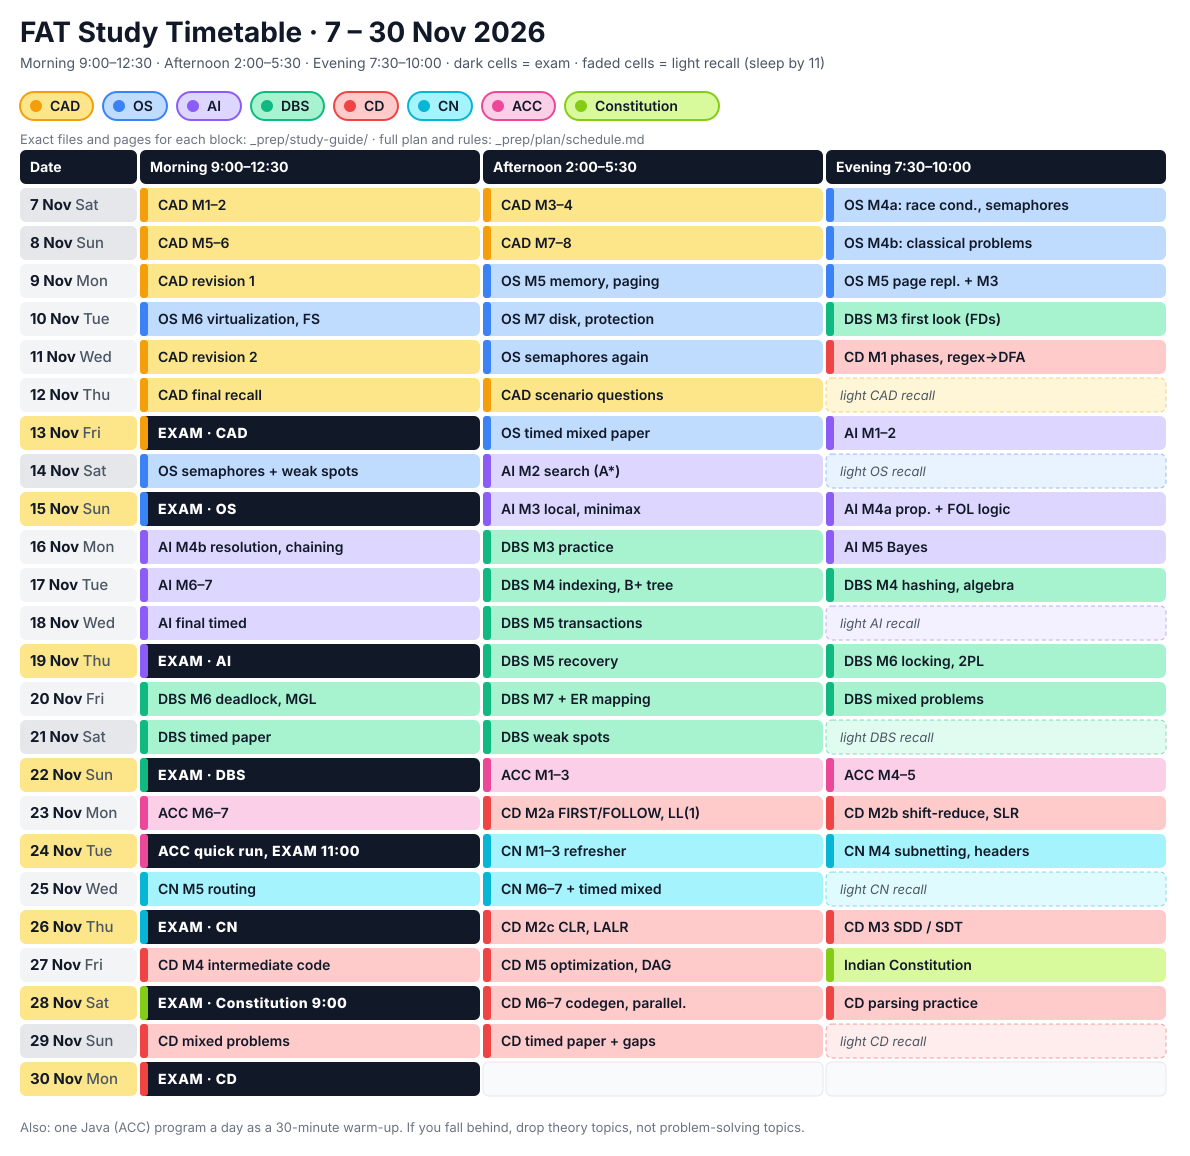 FAT Study Timetable · 7 – 30 Nov 2026
Morning 9:00–12:30 · Afternoon 2:00–5:30 · Evening 7:30–10:00 · dark cells = exam · faded cells = light recall (sleep by 11)
CAD OS AI DBS CD CN ACC Constitution
Exact files and pages for each block: _prep/study-guide/ · full plan and rules: _prep/plan/schedule.md
Date Morning 9:00–12:30 Afternoon 2:00–5:30 Evening 7:30–10:00
7 Nov Sat CAD M1–2 CAD M3–4 OS M4a: race cond., semaphores
8 Nov Sun CAD M5–6 CAD M7–8 OS M4b: classical problems
9 Nov Mon CAD revision 1 OS M5 memory, paging OS M5 page repl. + M3
10 Nov Tue OS M6 virtualization, FS OS M7 disk, protection DBS M3 first look (FDs)
11 Nov Wed CAD revision 2 OS semaphores again CD M1 phases, regex→DFA
12 Nov Thu CAD final recall CAD scenario questions light CAD recall
13 Nov Fri EXAM · CAD OS timed mixed paper AI M1–2
14 Nov Sat OS semaphores + weak spots AI M2 search (A*) light OS recall
15 Nov Sun EXAM · OS AI M3 local, minimax AI M4a prop. + FOL logic
16 Nov Mon AI M4b resolution, chaining DBS M3 practice AI M5 Bayes
17 Nov Tue AI M6–7 DBS M4 indexing, B+ tree DBS M4 hashing, algebra
18 Nov Wed AI final timed DBS M5 transactions light AI recall
19 Nov Thu EXAM · AI DBS M5 recovery DBS M6 locking, 2PL
20 Nov Fri DBS M6 deadlock, MGL DBS M7 + ER mapping DBS mixed problems
21 Nov Sat DBS timed paper DBS weak spots light DBS recall
22 Nov Sun EXAM · DBS ACC M1–3 ACC M4–5
23 Nov Mon ACC M6–7 CD M2a FIRST/FOLLOW, LL(1) CD M2b shift-reduce, SLR
24 Nov Tue ACC quick run, EXAM 11:00 CN M1–3 refresher CN M4 subnetting, headers
25 Nov Wed CN M5 routing CN M6–7 + timed mixed light CN recall
26 Nov Thu EXAM · CN CD M2c CLR, LALR CD M3 SDD / SDT
27 Nov Fri CD M4 intermediate code CD M5 optimization, DAG Indian Constitution
28 Nov Sat EXAM · Constitution 9:00 CD M6–7 codegen, parallel. CD parsing practice
29 Nov Sun CD mixed problems CD timed paper + gaps light CD recall
30 Nov Mon EXAM · CD
Also: one Java (ACC) program a day as a 30-minute warm-up. If you fall behind, drop theory topics, not problem-solving topics.